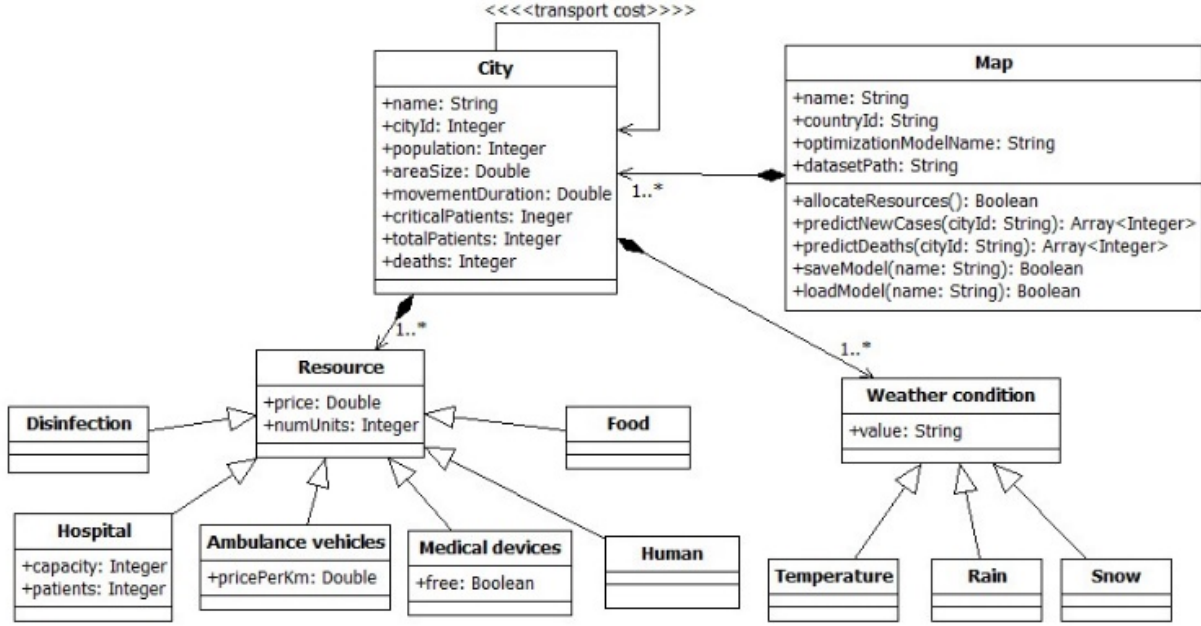 <<<<transport cost>>>>
City
+name: String
+cityId: Integer
+population: Integer
+areaSize: Double
+movementDuration: Double
+criticalPatients: Ineger
+totalPatients: Integer
+deaths: Integer
Map
+name: String
+countryId: String
+optimizationModelName: String
+datasetPath: String
+allocateResources(): Boolean
+predictNewCases(cityId: String): Array<Integer>
+predictDeaths(cityId: String): Array<Integer>
+saveModel(name: String): Boolean
+loadModel(name: String): Boolean
1..*
1..*
1..*
Resource
+price: Double
+numUnits: Integer
Weather condition
+value: String
Disinfection
Food
Hospital
+capacity: Integer
+patients: Integer
Ambulance vehicles
+pricePerKm: Double
Medical devices
+free: Boolean
Human
Temperature
Rain
Snow